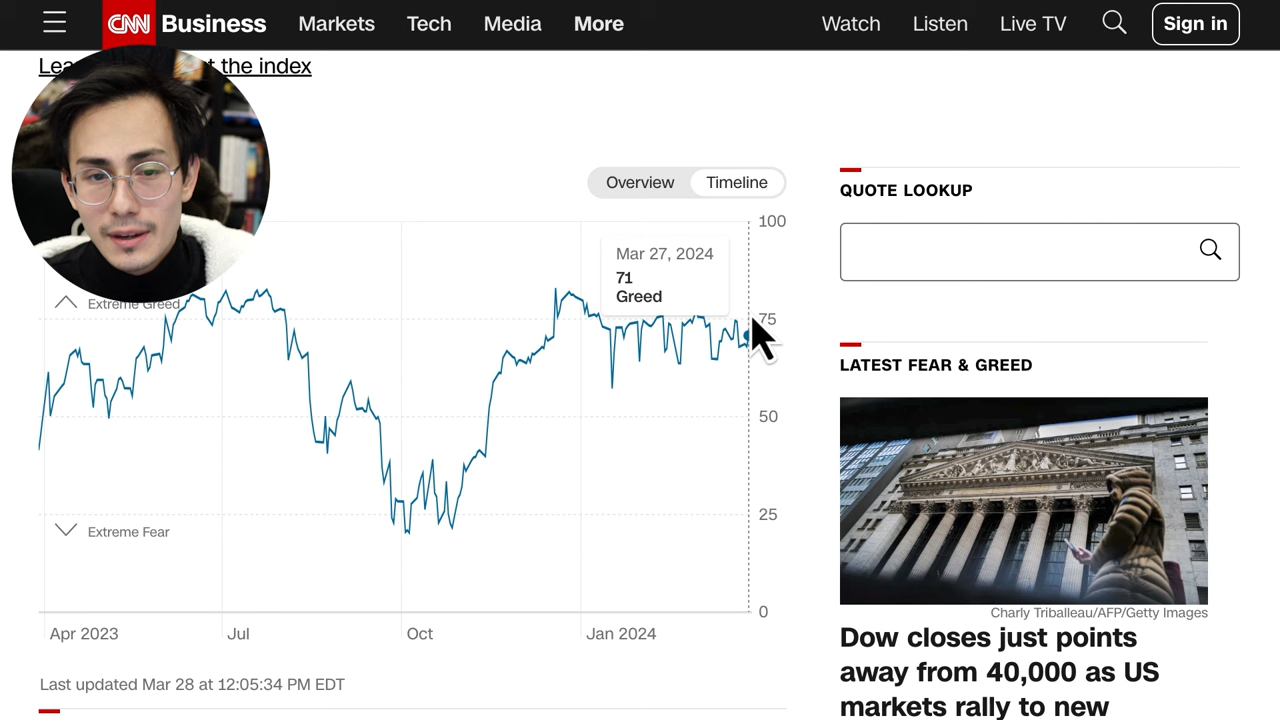 CNN Business
Markets
Tech
Media
More
Watch
Listen
Live TV
Sign in
t the index
Overview
Timeline
100
75
50
25
0
Mar 27, 2024
71
Greed
Extreme Greed
Extreme Fear
Apr 2023
Jul
Oct
Jan 2024
Last updated Mar 28 at 12:05:34 PM EDT
QUOTE LOOKUP
LATEST FEAR & GREED
Charly Triballeau/AFP/Getty Images
Dow closes just points
away from 40,000 as US
markets rally to new